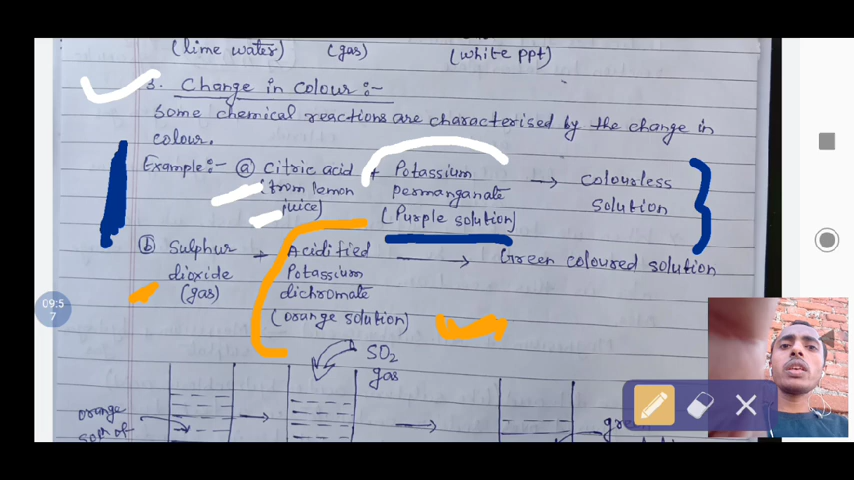 (lime water) (gas) (white ppt)
3. Change in colour :-
Some chemical reactions are characterised by the change in
colour.
Example :- (a) Citric acid + Potassium permanganate → Colourless solution
(from lemon juice) (Purple solution)
(b) Sulphur dioxide + Acidified Potassium dichromate → Green coloured solution
(gas) (orange solution)
SO2
gas
orange
soln of
09:57